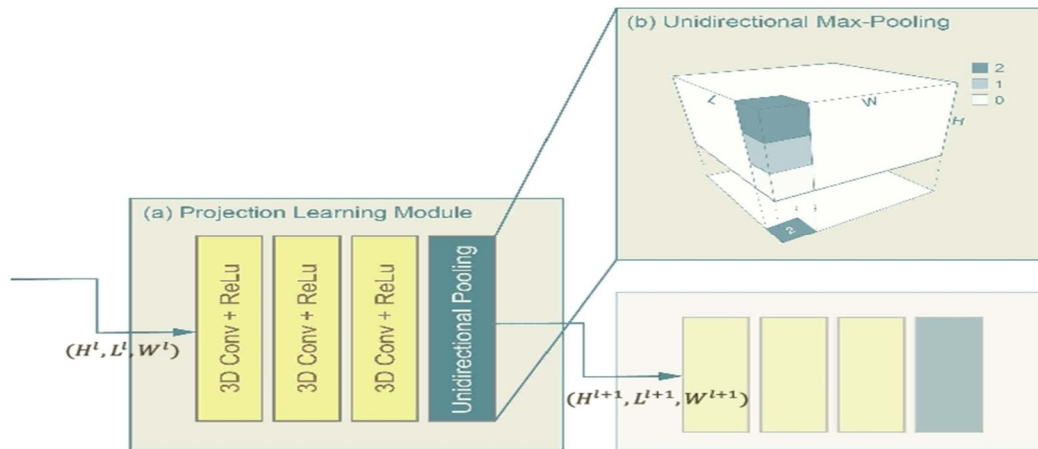 (b) Unidirectional Max-Pooling
2
1
0
L
W
H
2
(a) Projection Learning Module
3D Conv + ReLu
3D Conv + ReLu
3D Conv + ReLu
Unidirectional Pooling
(H^l, L^l, W^l)
(H^{l+1}, L^{l+1}, W^{l+1})